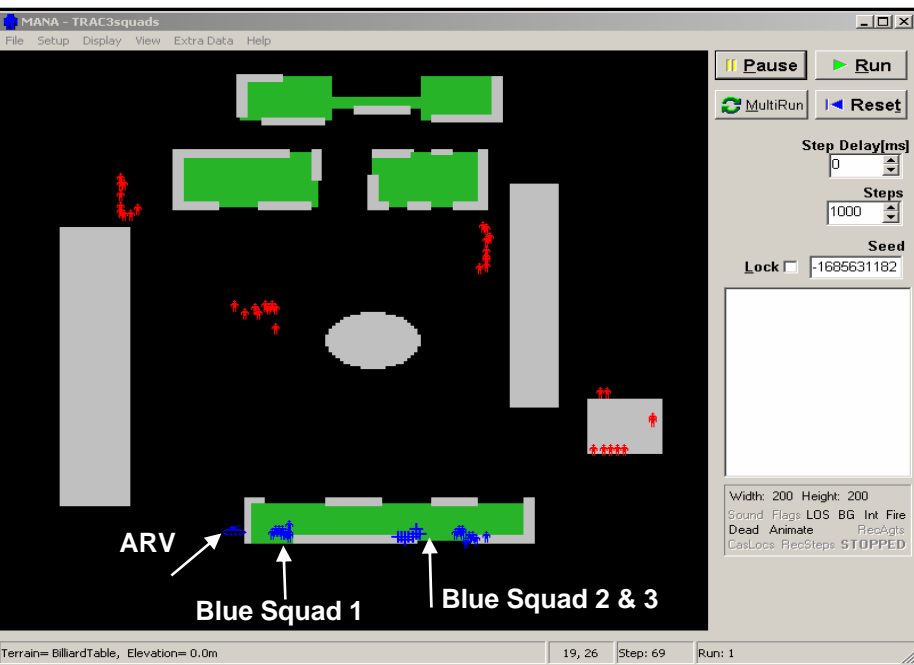 MANA - TRAC3squads
File Setup Display View Extra Data Help
Pause
Run
MultiRun
Reset
Step Delay[ms]
0
Steps
1000
Seed
Lock
-1685631182
Width: 200 Height: 200
Sound Flags LOS BG Int Fire
Dead Animate RecAgts
CasLocs RecSteps STOPPED
ARV
Blue Squad 1
Blue Squad 2 & 3
Terrain= BilliardTable, Elevation= 0.0m
19, 26
Step: 69
Run: 1